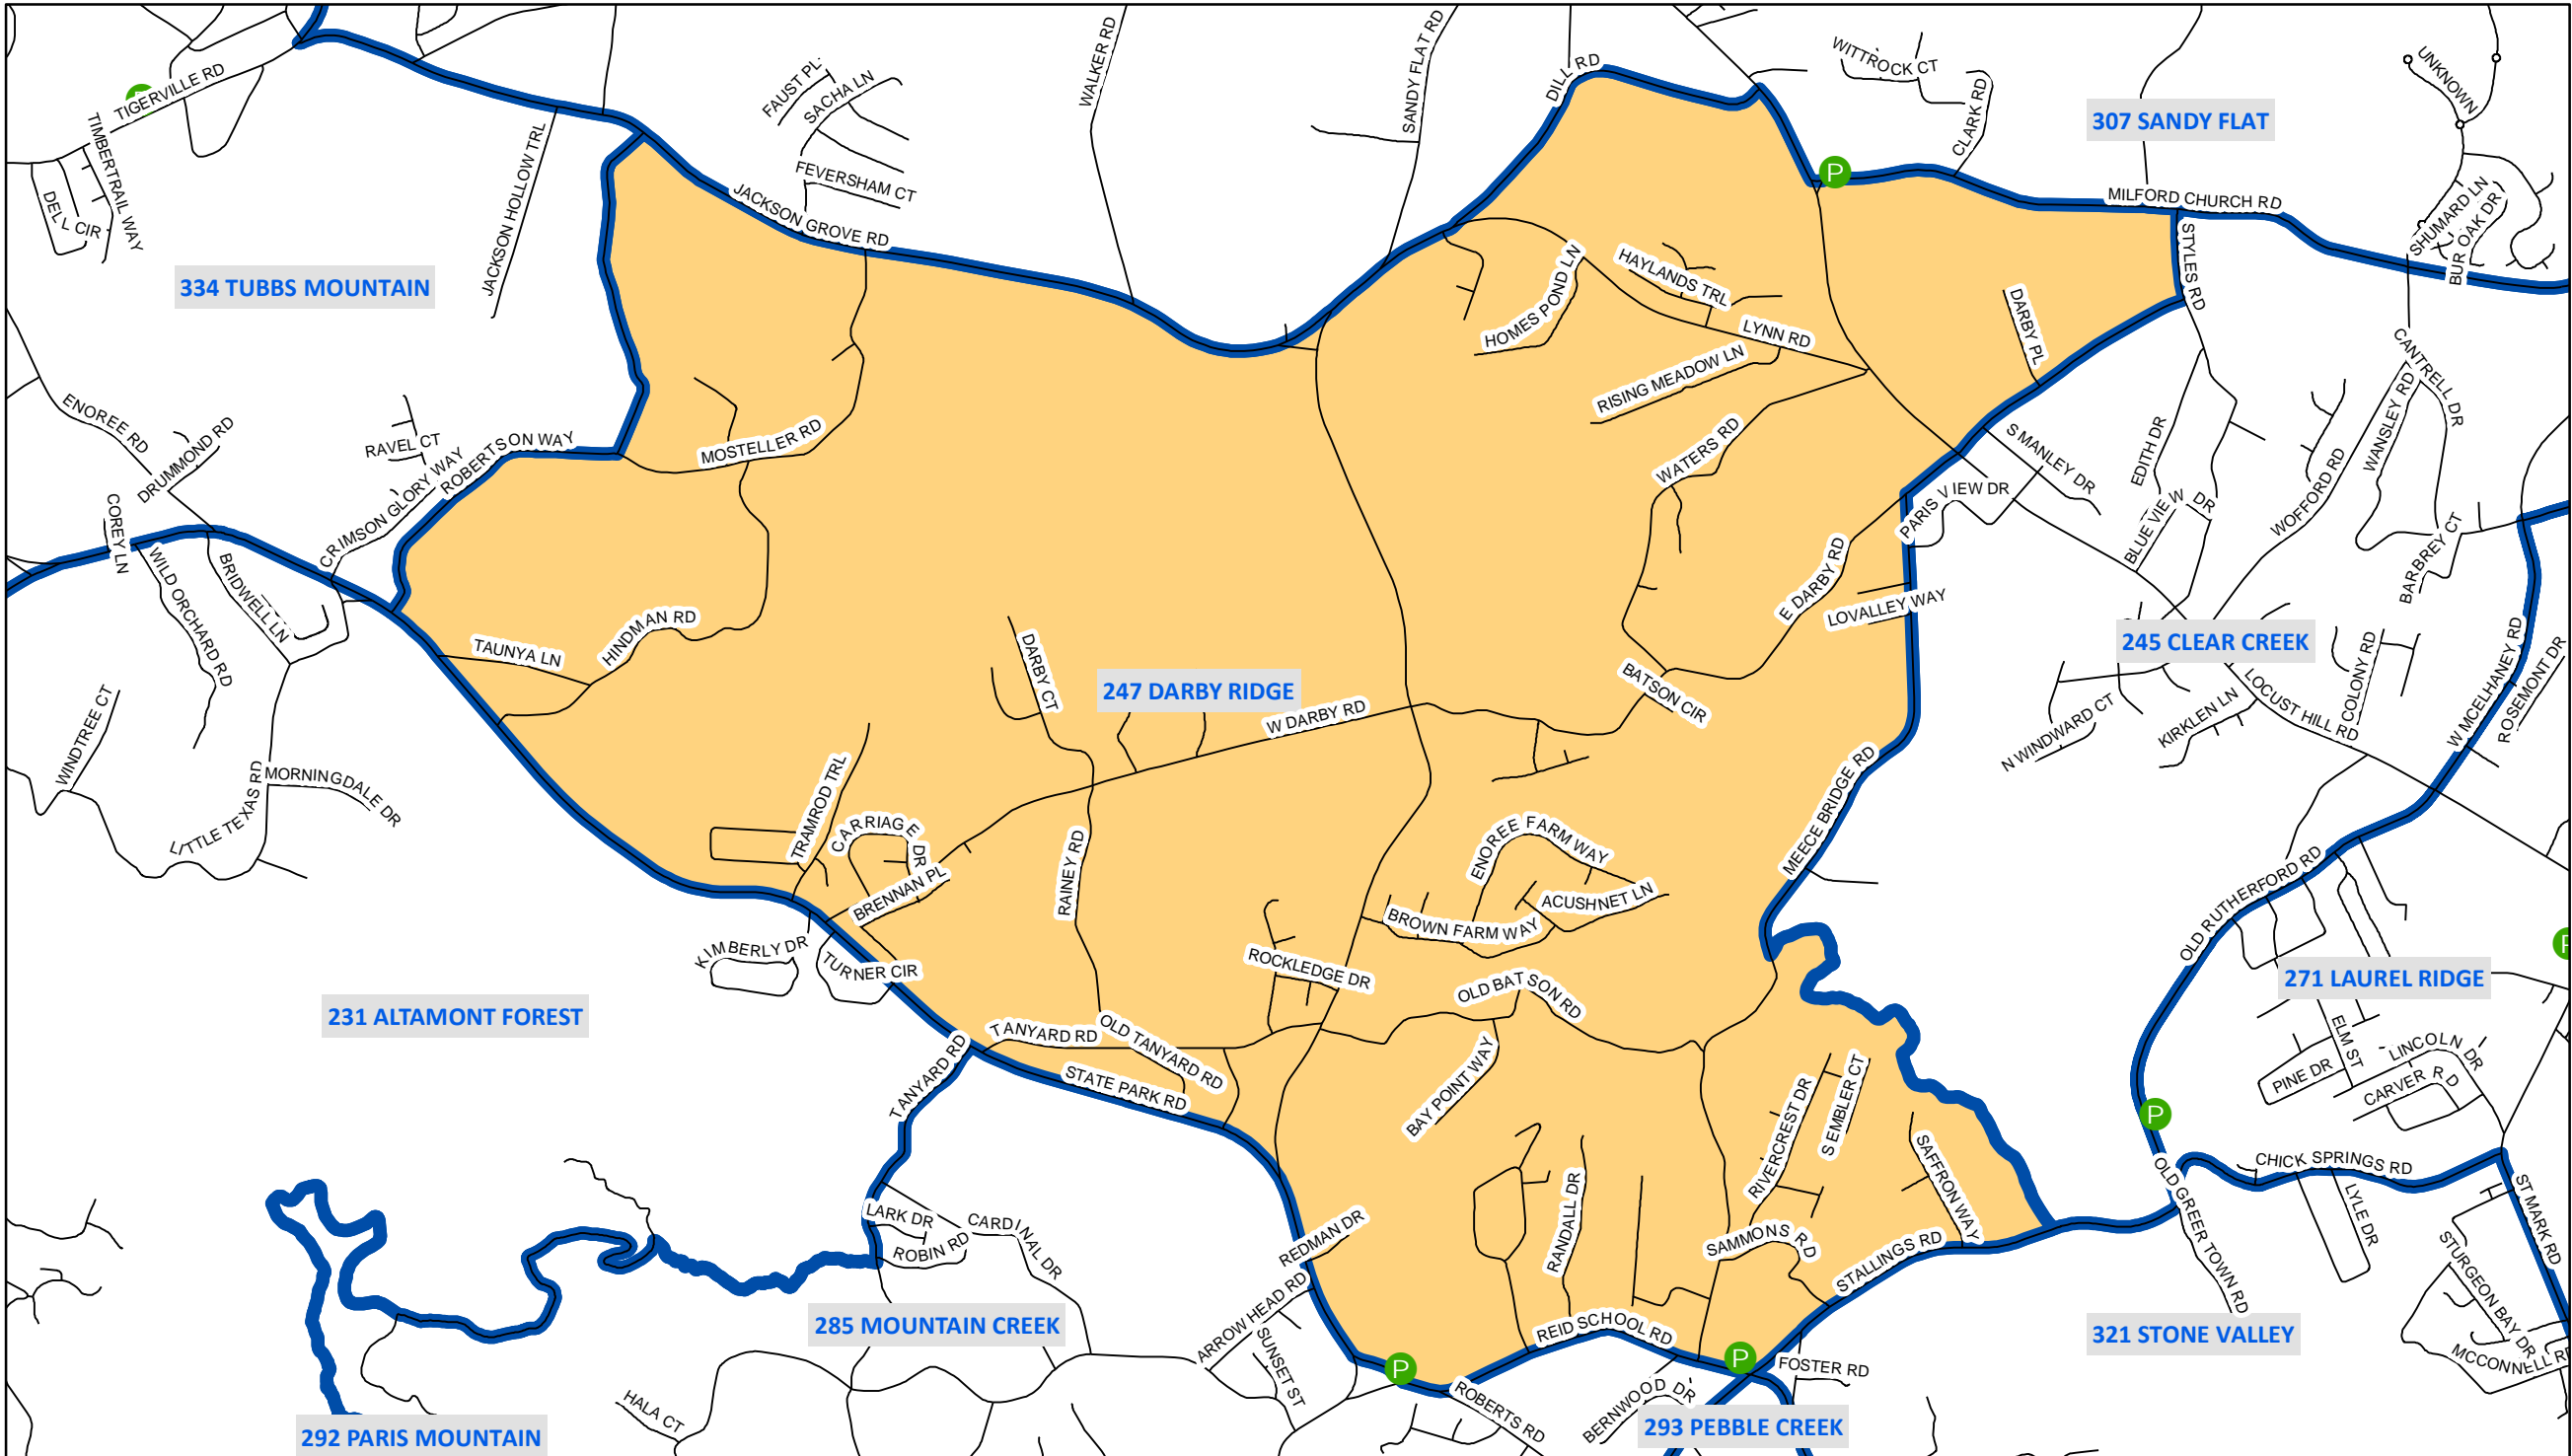 TIGERVILLE RD
TIMBERTRAIL WAY
DELL CIR
JACKSON HOLLOW TRL
FAUST PL
SACHA LN
FEVERSHAM CT
WALKER RD
SANDY FLAT RD
DILL RD
WITTROCK CT
CLARK RD
307 SANDY FLAT
UNKNOWN
P
MILFORD CHURCH RD
SHUMARD LN
BUR OAK DR
JACKSON GROVE RD
334 TUBBS MOUNTAIN
STYLES RD
HOMES POND LN
HAYLANDS TRL
LYNN RD
RISING MEADOW LN
DARBY PL
CANTRELL DR
WANSLEY RD
ENOREE RD
DRUMMOND RD
RAVEL CT
ROBERTSON WAY
CRIMSON GLORY WAY
MOSTELLER RD
WATERS RD
S MANLEY DR
PARIS VIEW DR
EDITH DR
BLUE VIEW DR
WOFFORD RD
BARBREY CT
COREY LN
WILD ORCHARD RD
BRIDWELL LN
TAUNYA LN
HINDMAN RD
E DARBY RD
LOVALLEY WAY
245 CLEAR CREEK
DARBY CT
247 DARBY RIDGE
W DARBY RD
BATSON CIR
N WINDWARD CT
KIRKLEN LN
LOCUST HILL RD
COLONY RD
W MCELHANEY RD
ROSEMONT DR
WINDTREE CT
MORNINGDALE DR
LITTLE TEXAS RD
TRAMROD TRL
CARRIAGE DR
BRENNAN PL
RAINEY RD
ENOREE FARM WAY
ACUSHNET LN
BROWN FARM WAY
MEECE BRIDGE RD
OLD RUTHERFORD RD
KIMBERLY DR
TURNER CIR
ROCKLEDGE DR
OLD BATSON RD
271 LAUREL RIDGE
231 ALTAMONT FOREST
TANYARD RD
OLD TANYARD RD
TANYARD RD
STATE PARK RD
BAY POINT WAY
RIVERCREST DR
S EMBLER CT
SAFFRON WAY
ELM ST
PINE DR
LINCOLN DR
CARVER RD
P
CHICK SPRINGS RD
OLD GREER TOWN RD
LYLE DR
ST MARK RD
STURGEON BAY DR
MCCONNELL RD
LARK DR
ROBIN RD
CARDINAL DR
REDMAN DR
ARROW HEAD RD
SUNSET ST
RANDALL DR
SAMMONS RD
STALLINGS RD
REID SCHOOL RD
285 MOUNTAIN CREEK
321 STONE VALLEY
P
P
FOSTER RD
ROBERTS RD
BERNWOOD DR
HALA CT
292 PARIS MOUNTAIN
293 PEBBLE CREEK